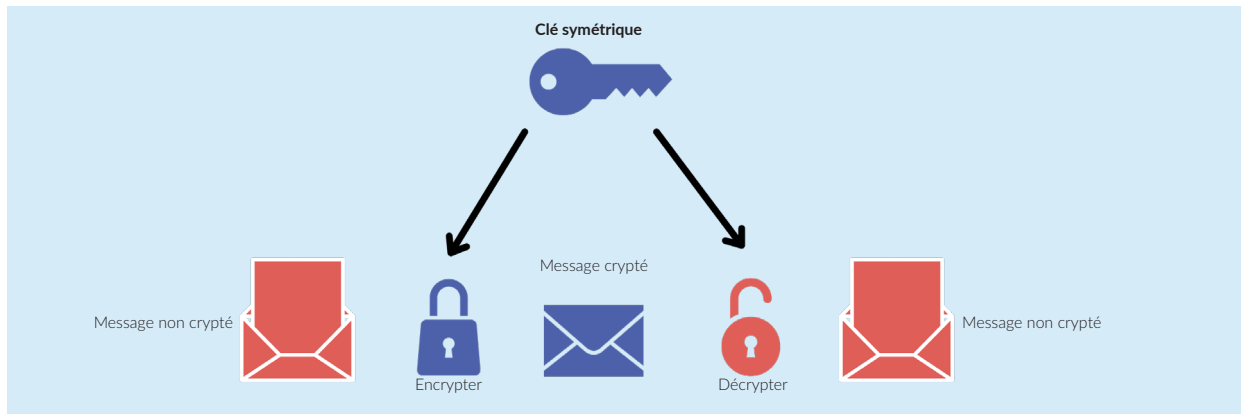 Clé symétrique
Message crypté
Message non crypté
Message non crypté
Encrypter
Décrypter